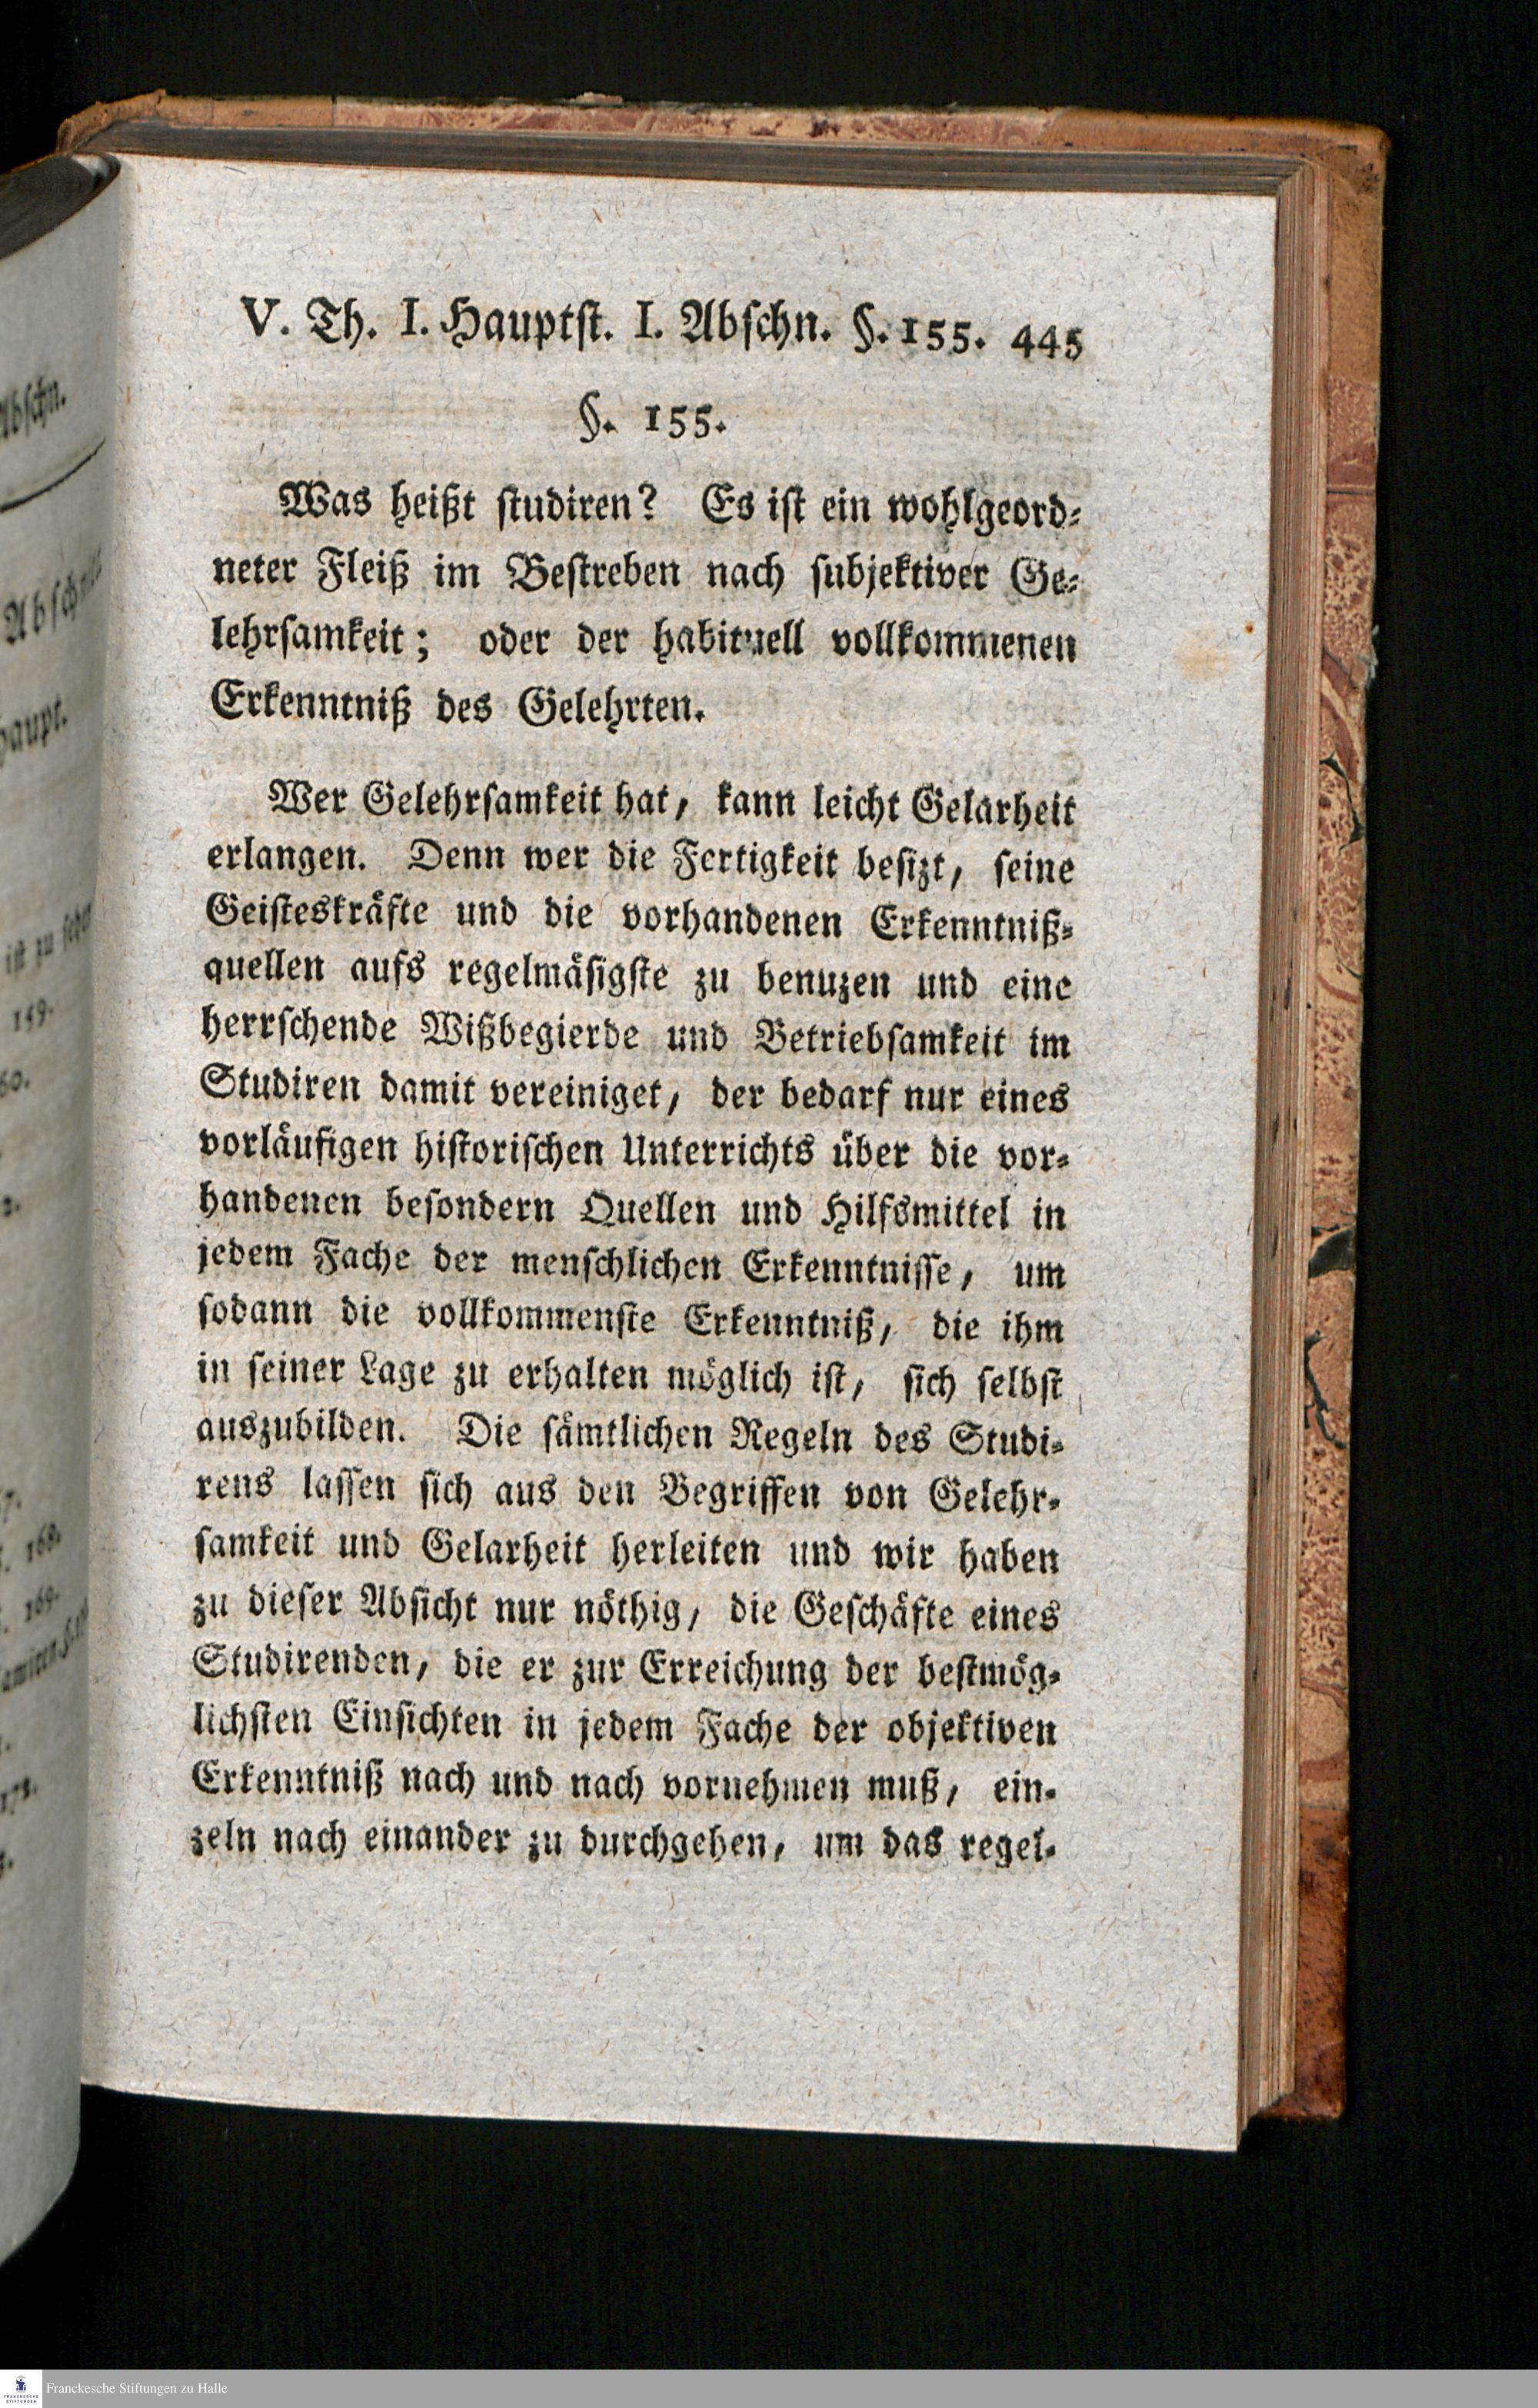 V. Th. I. Hauptst. I. Abschn. §. 155. 445
§. 155.
Was heißt studiren? Es ist ein wohlgeord-
neter Fleiß im Bestreben nach subjektiver Ge-
lehrsamkeit; oder der habituell vollkommenen
Erkenntniß des Gelehrten.
Wer Gelehrsamkeit hat, kann leicht Gelarheit
erlangen. Denn wer die Fertigkeit besizt, seine
Geisteskräfte und die vorhandenen Erkenntniß-
quellen aufs regelmäsigste zu benuzen und eine
herrschende Wißbegierde und Betriebsamkeit im
Studiren damit vereiniget, der bedarf nur eines
vorläufigen historischen Unterrichts über die vor-
handenen besondern Quellen und Hilfsmittel in
jedem Fache der menschlichen Erkenntnisse, um
sodann die vollkommenste Erkenntniß, die ihm
in seiner Lage zu erhalten möglich ist, sich selbst
auszubilden. Die sämtlichen Regeln des Studi-
rens lassen sich aus den Begriffen von Gelehr-
samkeit und Gelarheit herleiten und wir haben
zu dieser Absicht nur nöthig, die Geschäfte eines
Studirenden, die er zur Erreichung der bestmög-
lichsten Einsichten in jedem Fache der objektiven
Erkenntniß nach und nach vornehmen muß, ein-
zeln nach einander zu durchgehen, um das regel-
Franckesche Stiftungen zu Halle